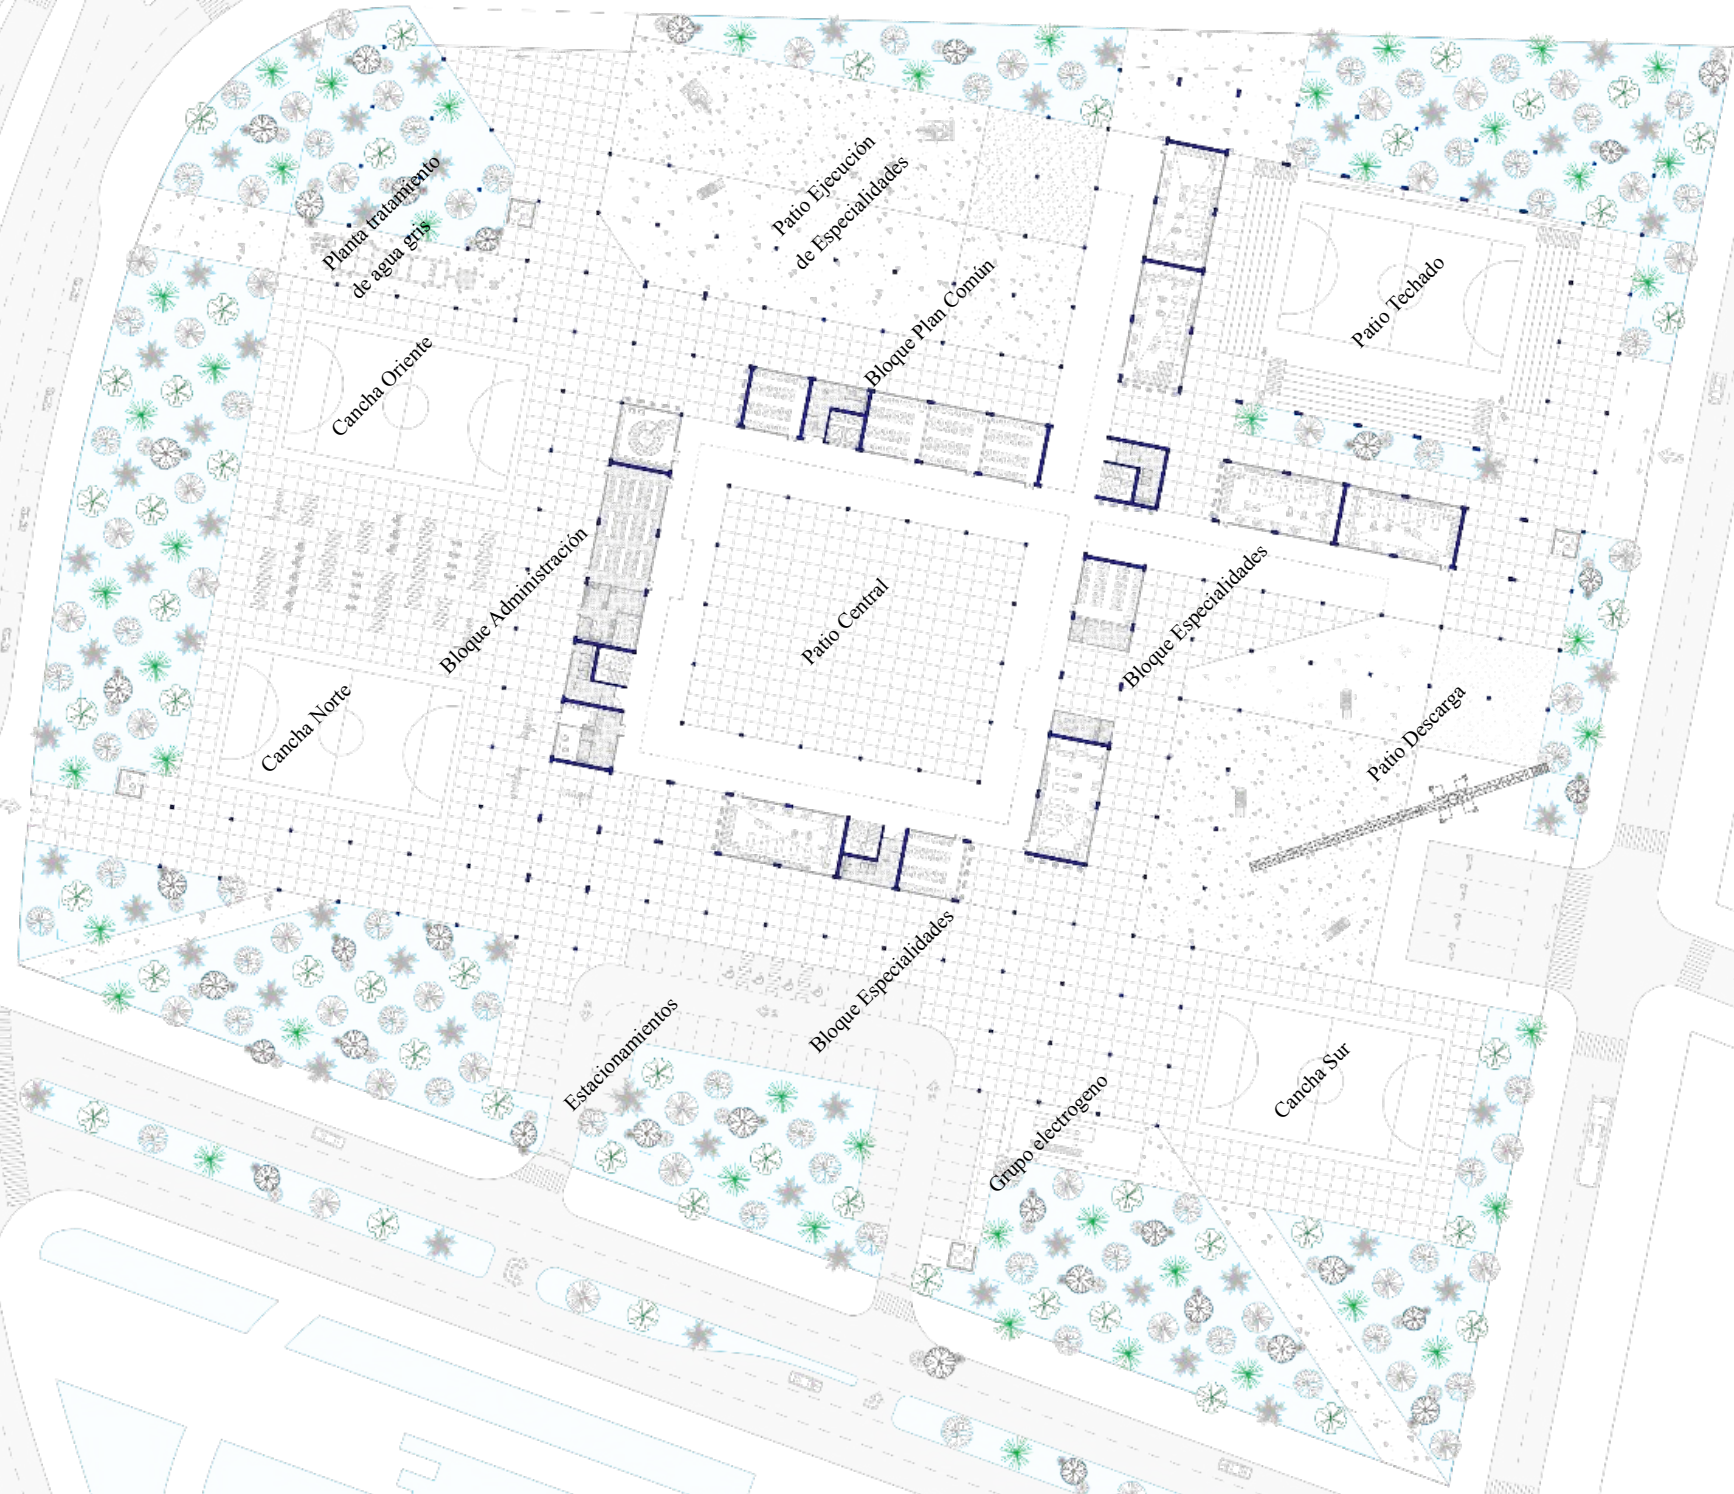 Planta tratamiento
de agua gris
Patio Ejecución
de Especialidades
Bloque Plan Común
Patio Techado
Cancha Oriente
Bloque Administración
Patio Central
Bloque Especialidades
Cancha Norte
Patio Descarga
Bloque Especialidades
Estacionamientos
Grupo electrogeno
Cancha Sur